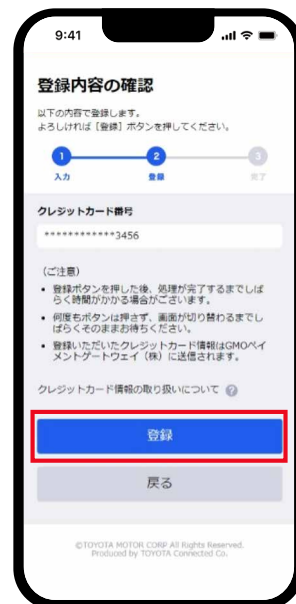 9:41
登録内容の確認
以下の内容で登録します。
よろしければ［登録］ボタンを押してください。
1
2
3
入力
登録
完了
クレジットカード番号
************3456
（ご注意）
• 登録ボタンを押した後、処理が完了するまでしば
らく時間がかかる場合がございます。
• 何度もボタンは押さず、画面が切り替わるまでし
ばらくそのままお待ちください。
• 登録いただいたクレジットカード情報はGMOペイ
メントゲートウェイ（株）に送信されます。
クレジットカード情報の取り扱いについて ?
登録
戻る
©TOYOTA MOTOR CORP All Rights Reserved.
Produced by TOYOTA Connected Co.